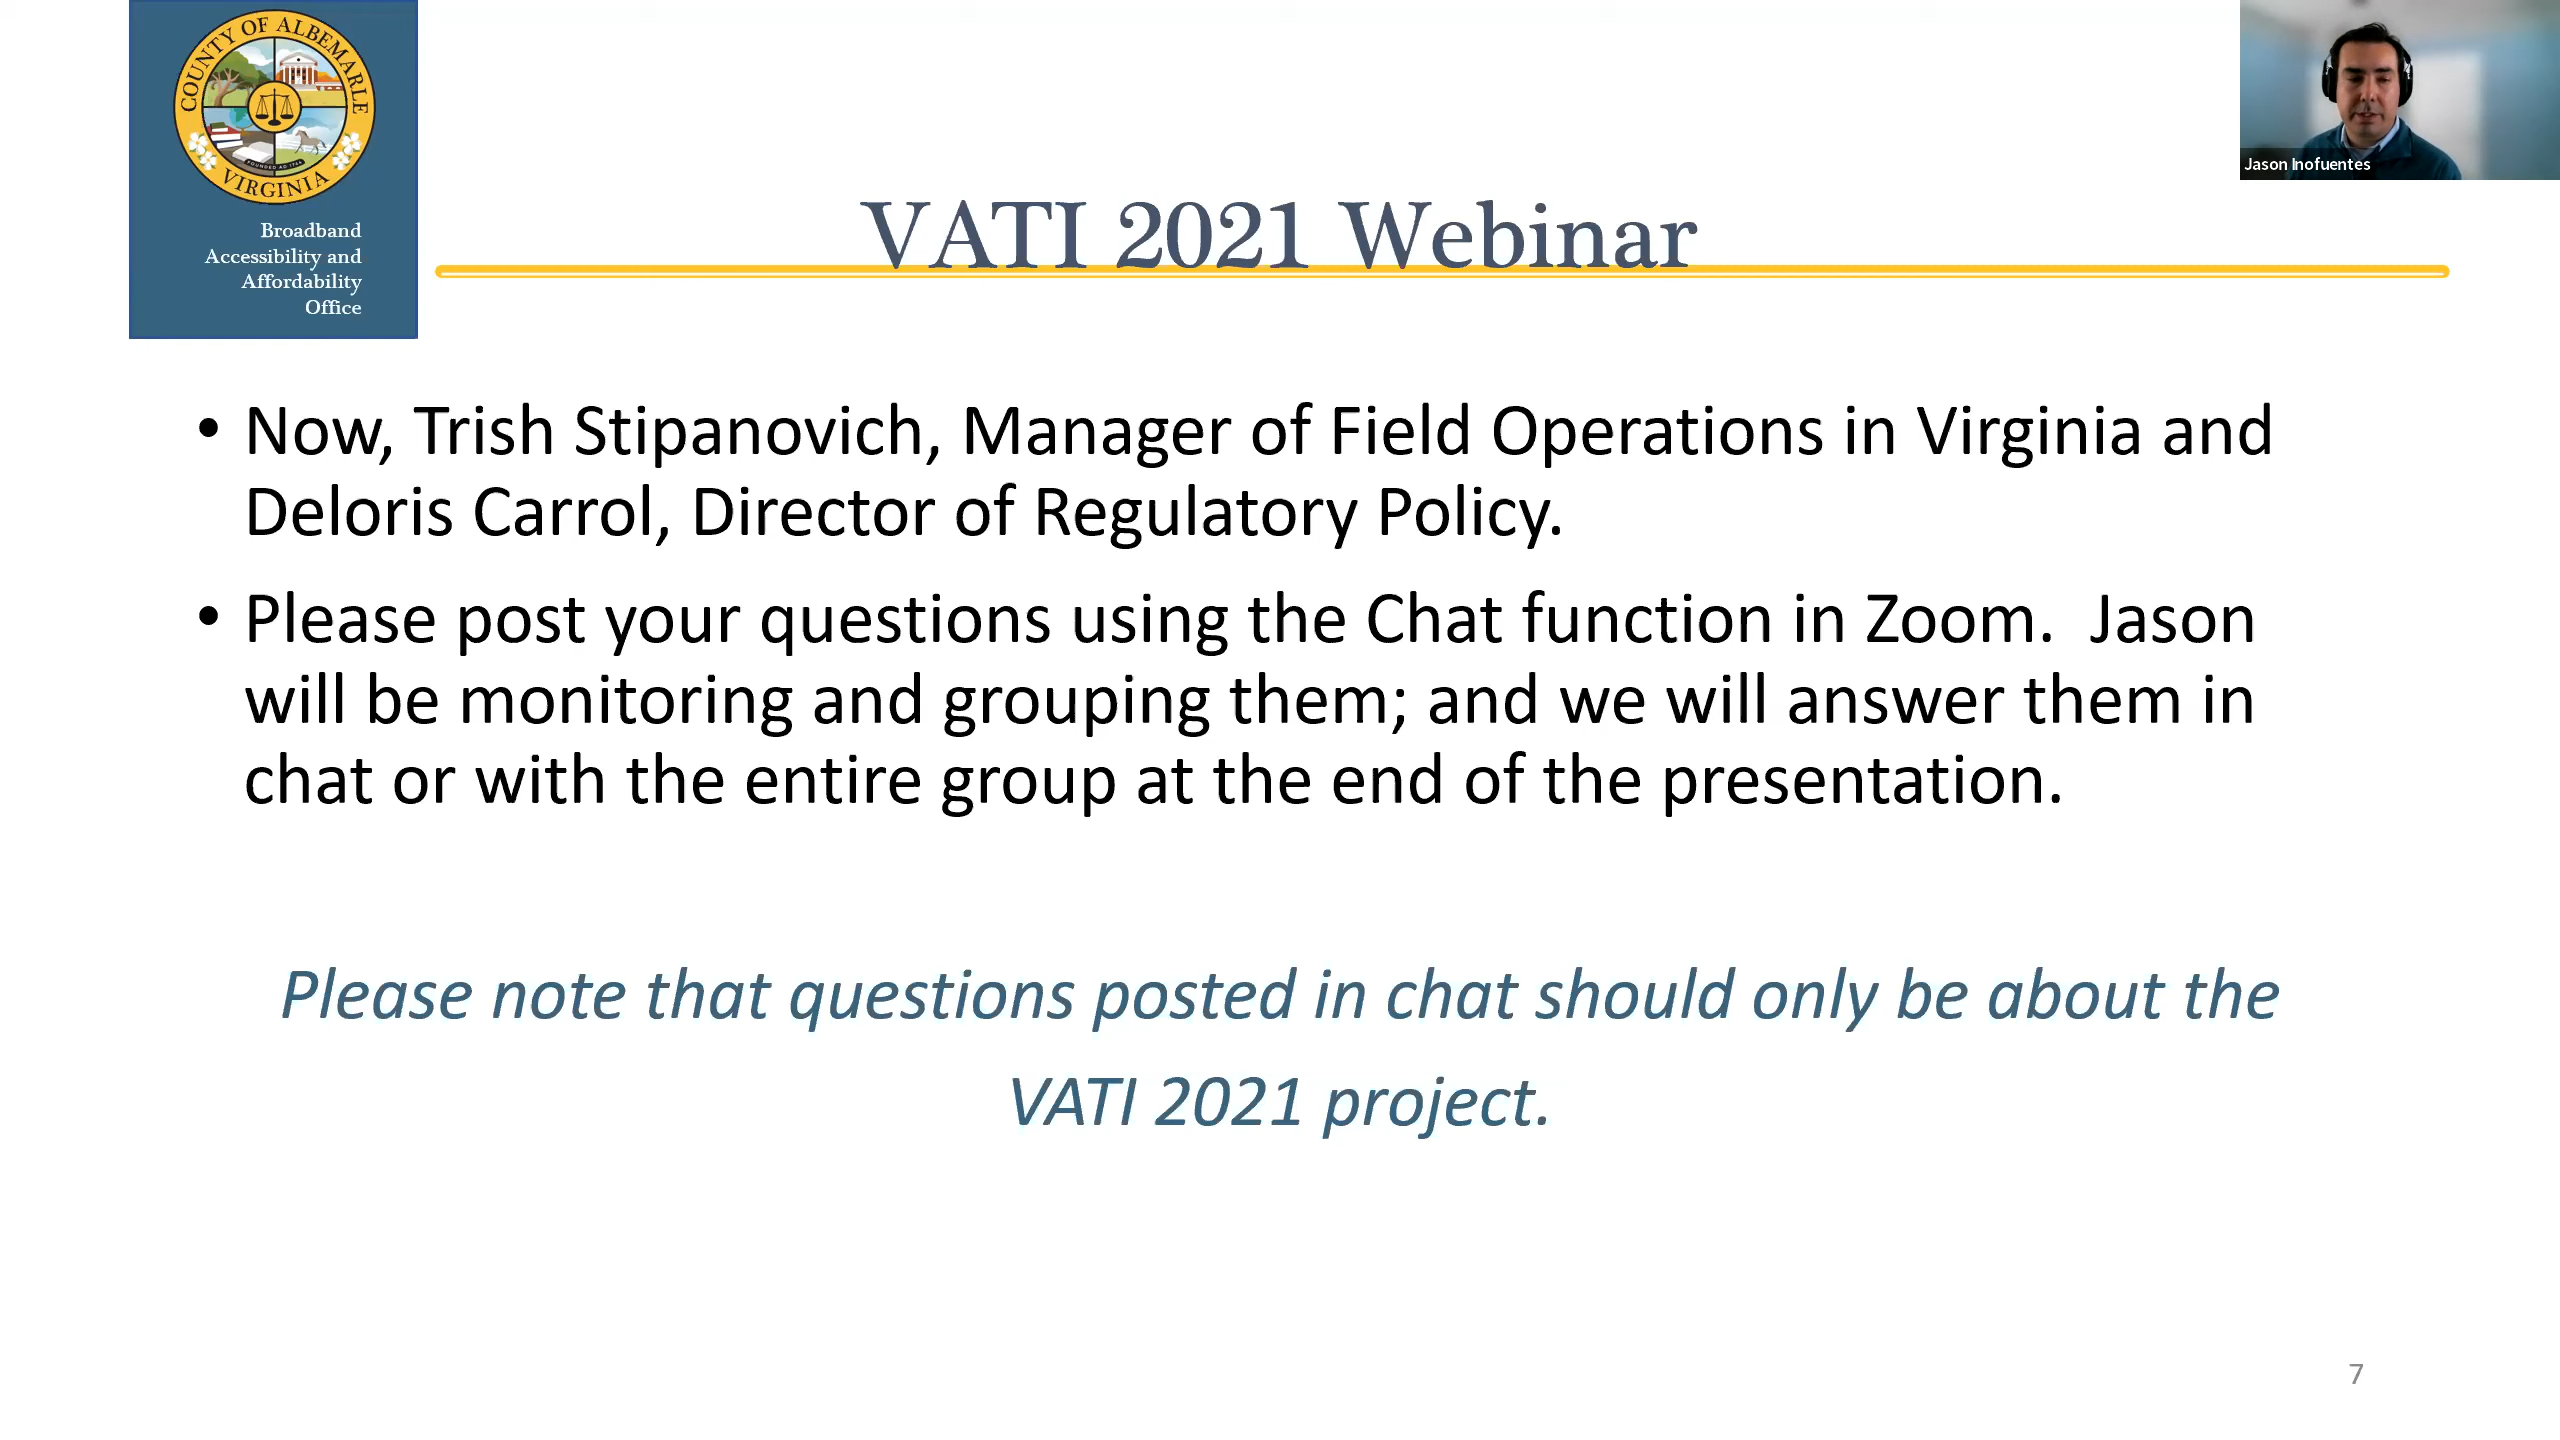 COUNTY OF ALBEMARLE
FOUNDED AD 1744
VIRGINIA
Broadband
Accessibility and
Affordability
Office
Jason Inofuentes
VATI 2021 Webinar
• Now, Trish Stipanovich, Manager of Field Operations in Virginia and
Deloris Carrol, Director of Regulatory Policy.
• Please post your questions using the Chat function in Zoom.  Jason
will be monitoring and grouping them; and we will answer them in
chat or with the entire group at the end of the presentation.
Please note that questions posted in chat should only be about the
VATI 2021 project.
7